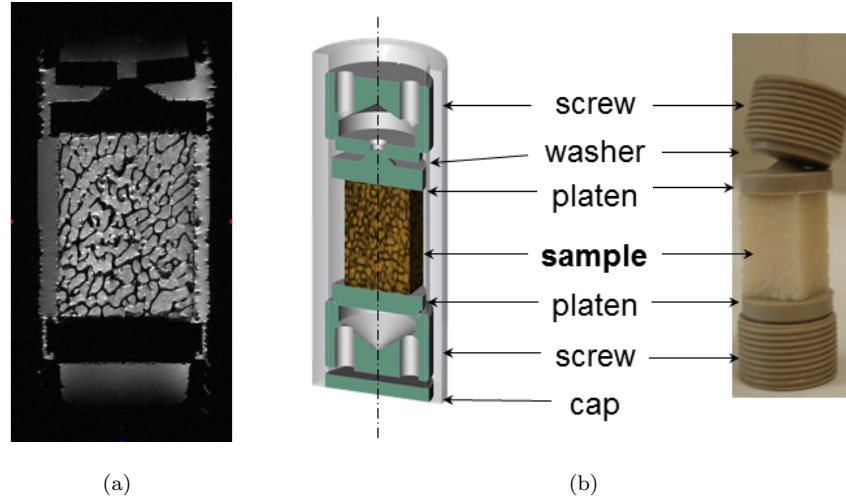 screw
washer
platen
sample
platen
screw
cap
(a)
(b)